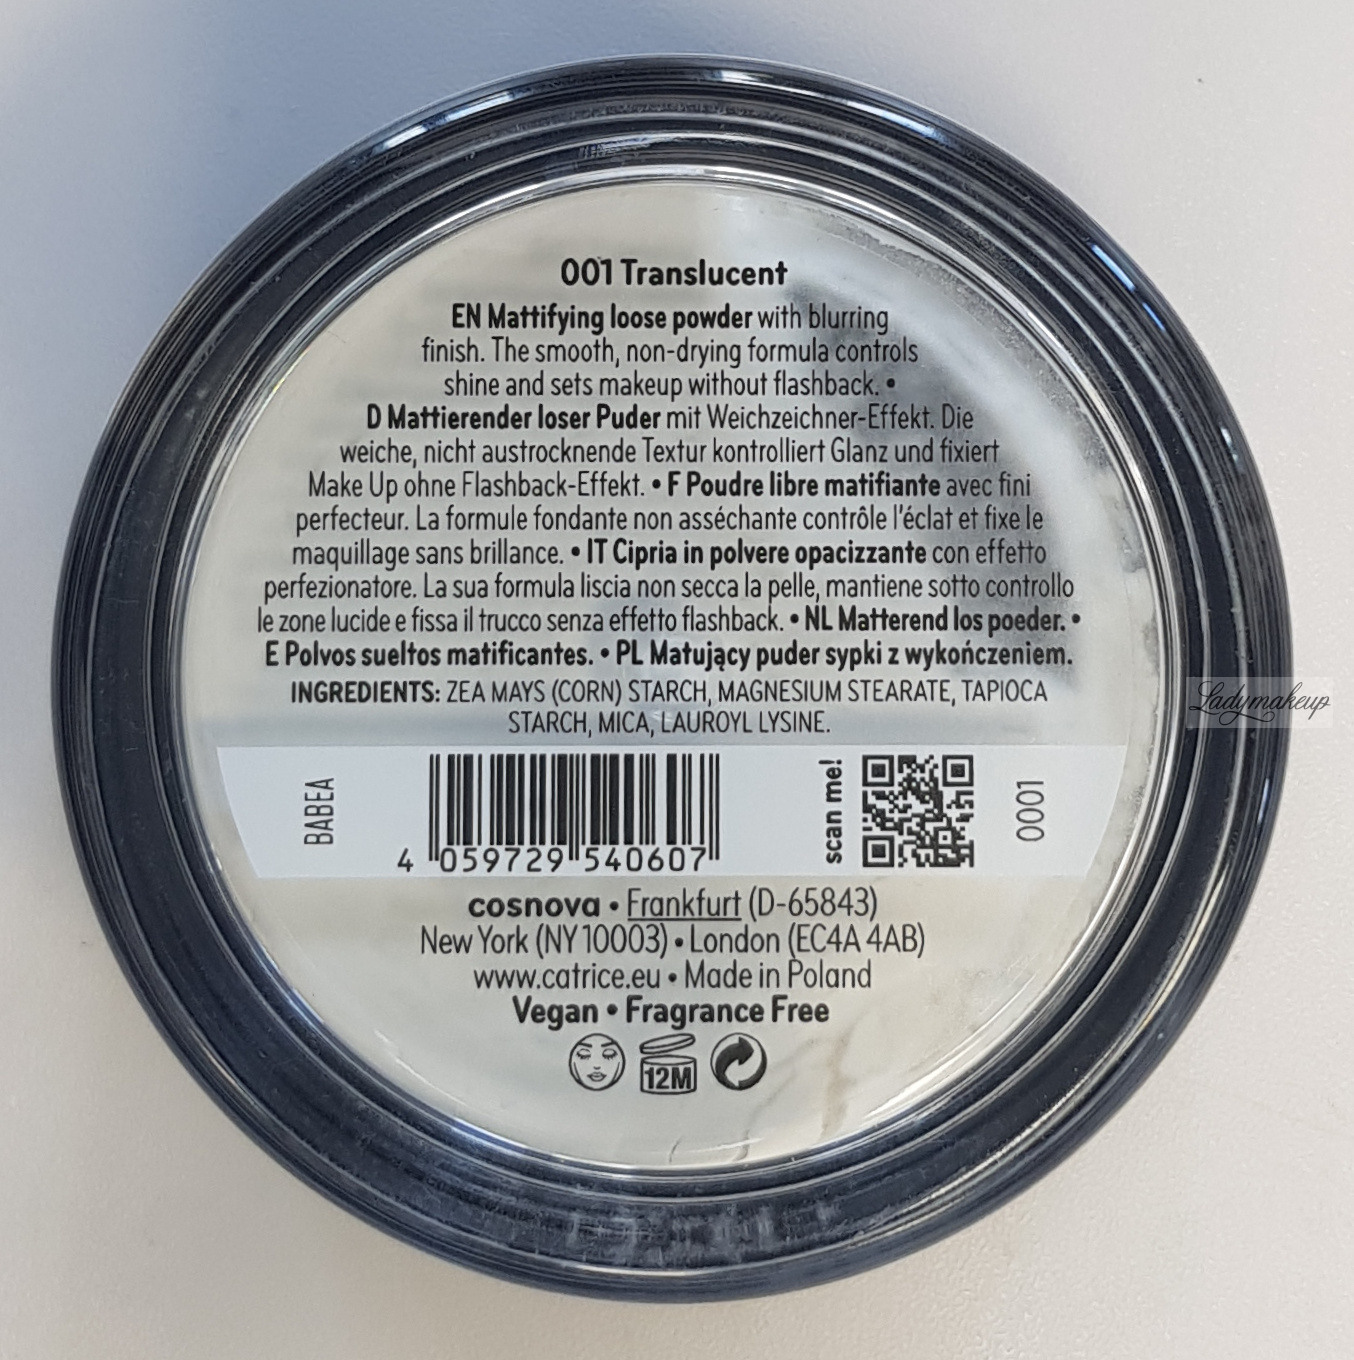 001 Translucent
EN Mattifying loose powder with blurring
finish. The smooth, non-drying formula controls
shine and sets makeup without flashback. •
D Mattierender loser Puder mit Weichzeichner-Effekt. Die
weiche, nicht austrocknende Textur kontrolliert Glanz und fixiert
Make Up ohne Flashback-Effekt. • F Poudre libre matifiante avec fini
perfecteur. La formule fondante non asséchante contrôle l'éclat et fixe le
maquillage sans brillance. • IT Cipria in polvere opacizzante con effetto
perfezionatore. La sua formula liscia non secca la pelle, mantiene sotto controllo
le zone lucide e fissa il trucco senza effetto flashback. • NL Matterend los poeder. •
E Polvos sueltos matificantes. • PL Matujący puder sypki z wykończeniem.
INGREDIENTS: ZEA MAYS (CORN) STARCH, MAGNESIUM STEARATE, TAPIOCA
STARCH, MICA, LAUROYL LYSINE.
BABEA
4 059729 540607
scan me!
0001
cosnova • Frankfurt (D-65843)
New York (NY 10003) • London (EC4A 4AB)
www.catrice.eu • Made in Poland
Vegan • Fragrance Free
12M
Ladymakeup